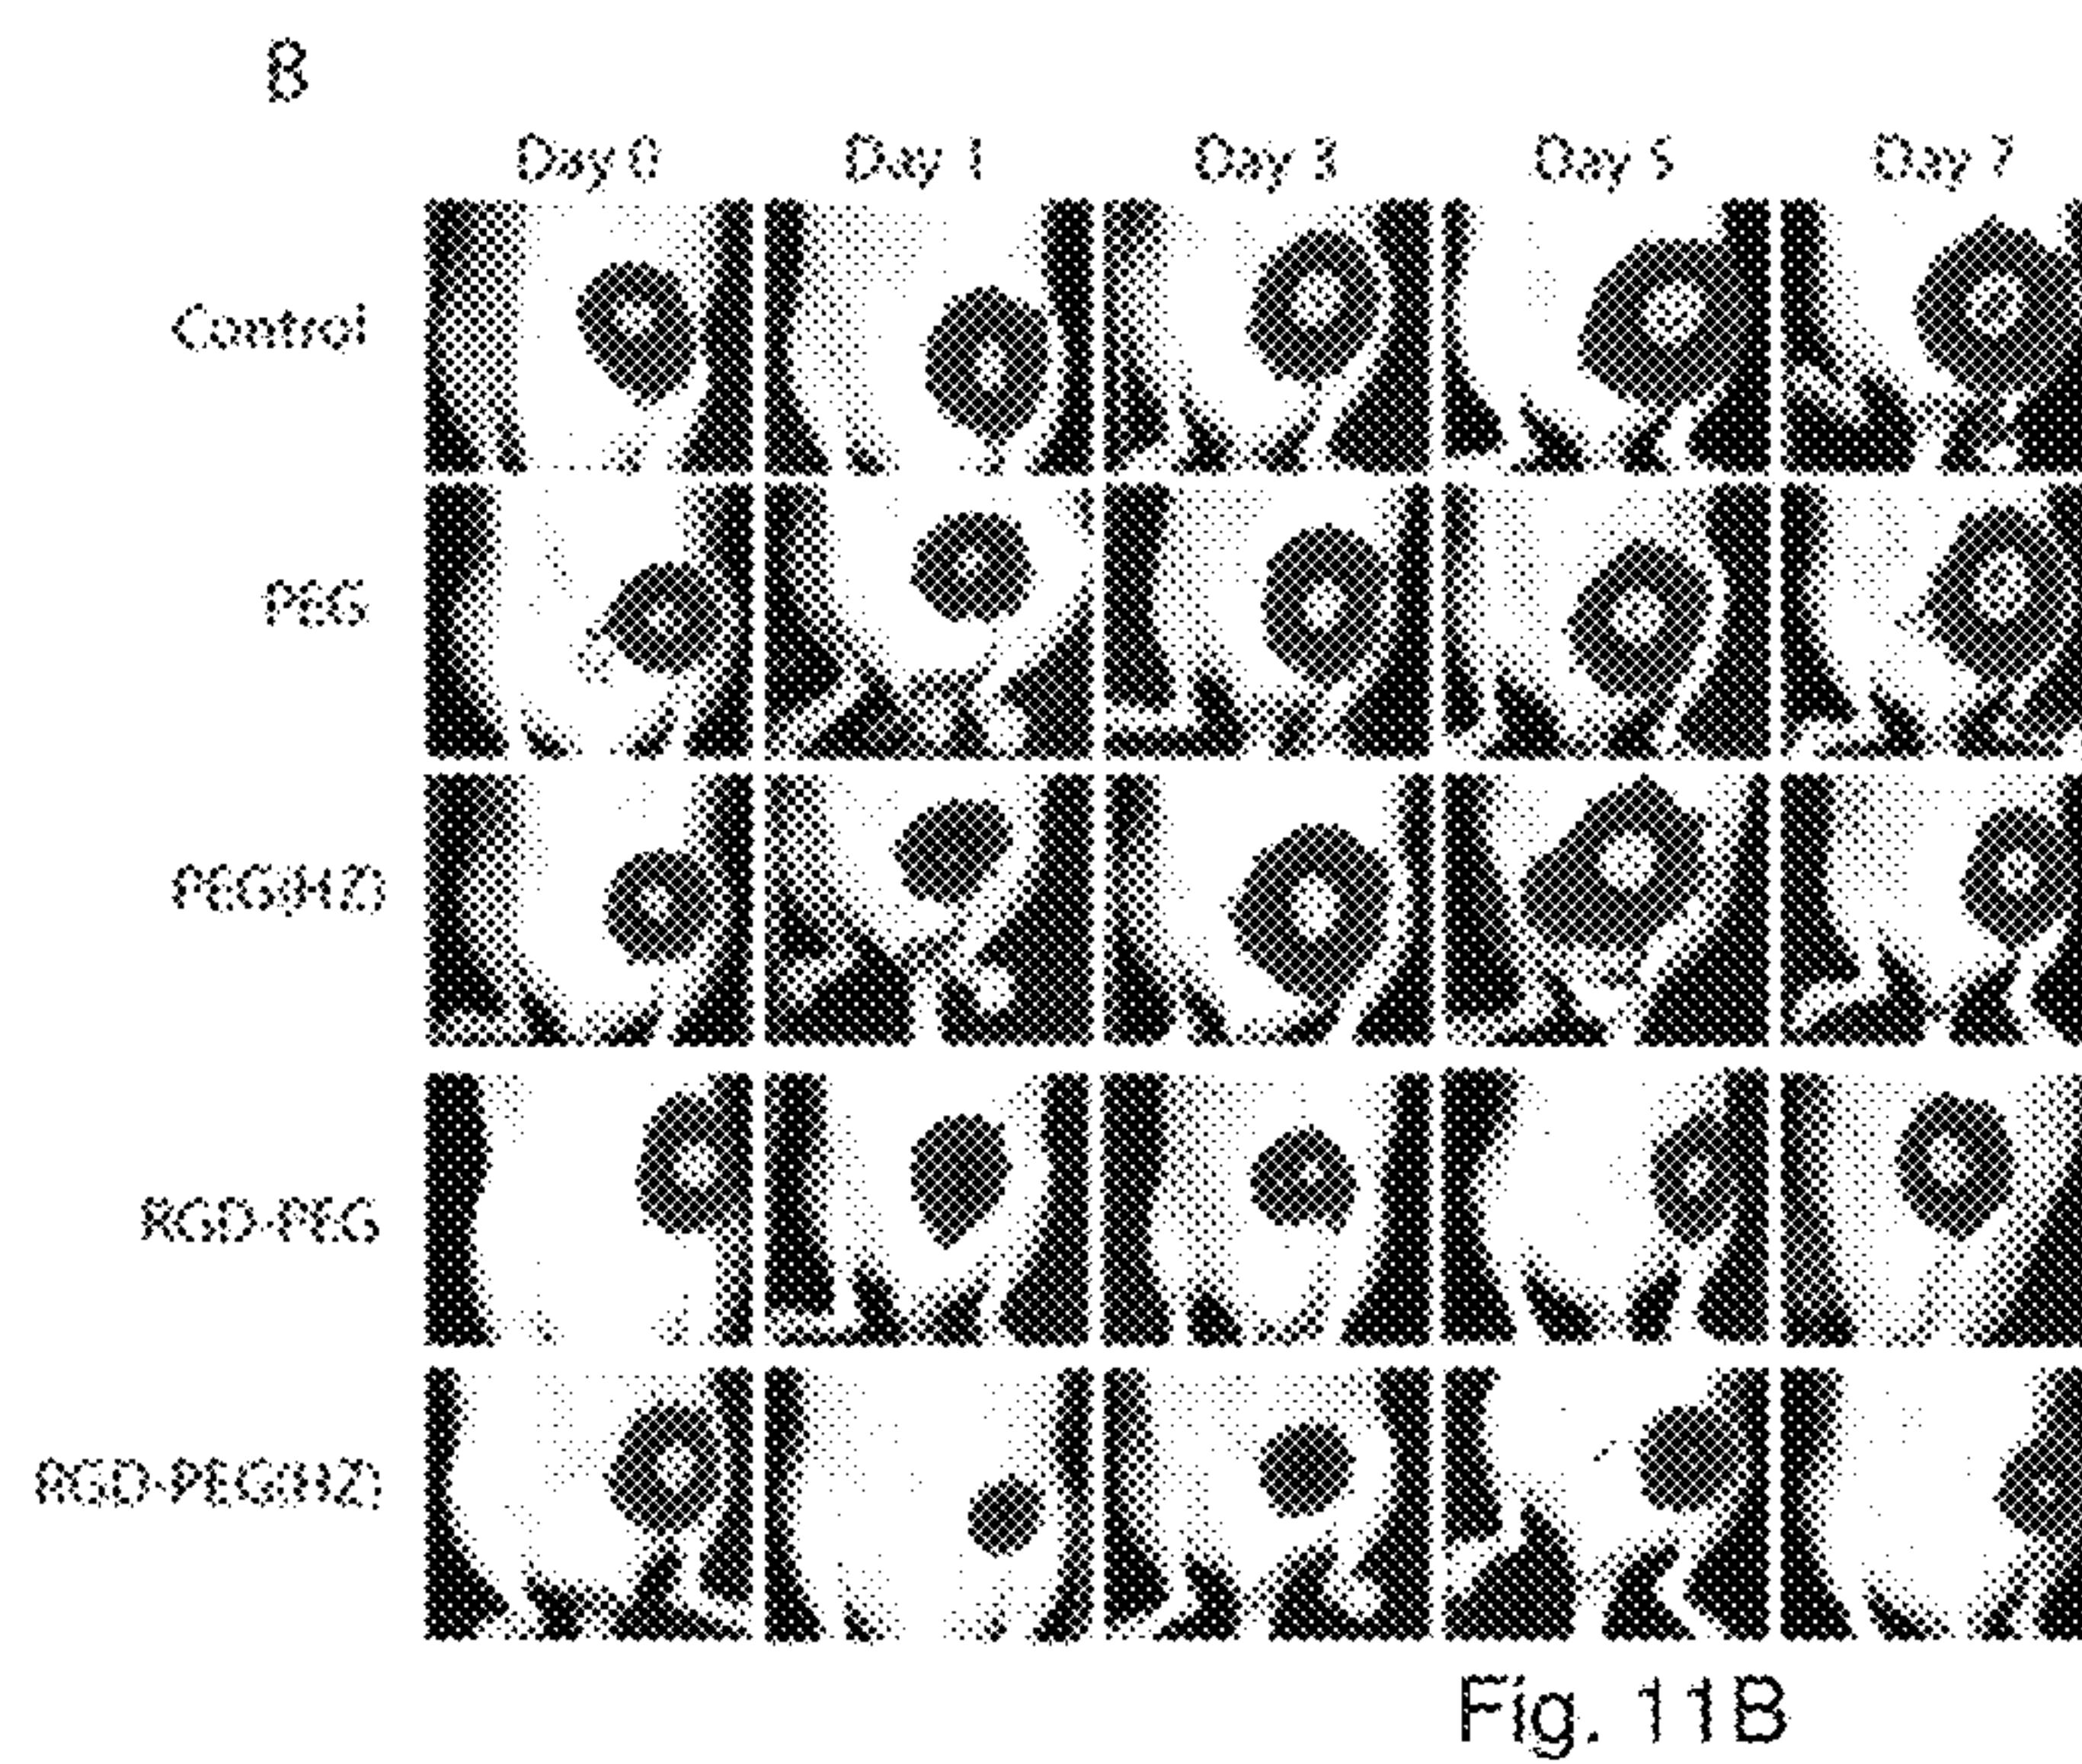 B
Day 0 Day 1 Day 3 Day 5 Day 7
Control
PEG
PEG(HZ)
RGD-PEG
RGD-PEG(HZ)
Fig. 11B